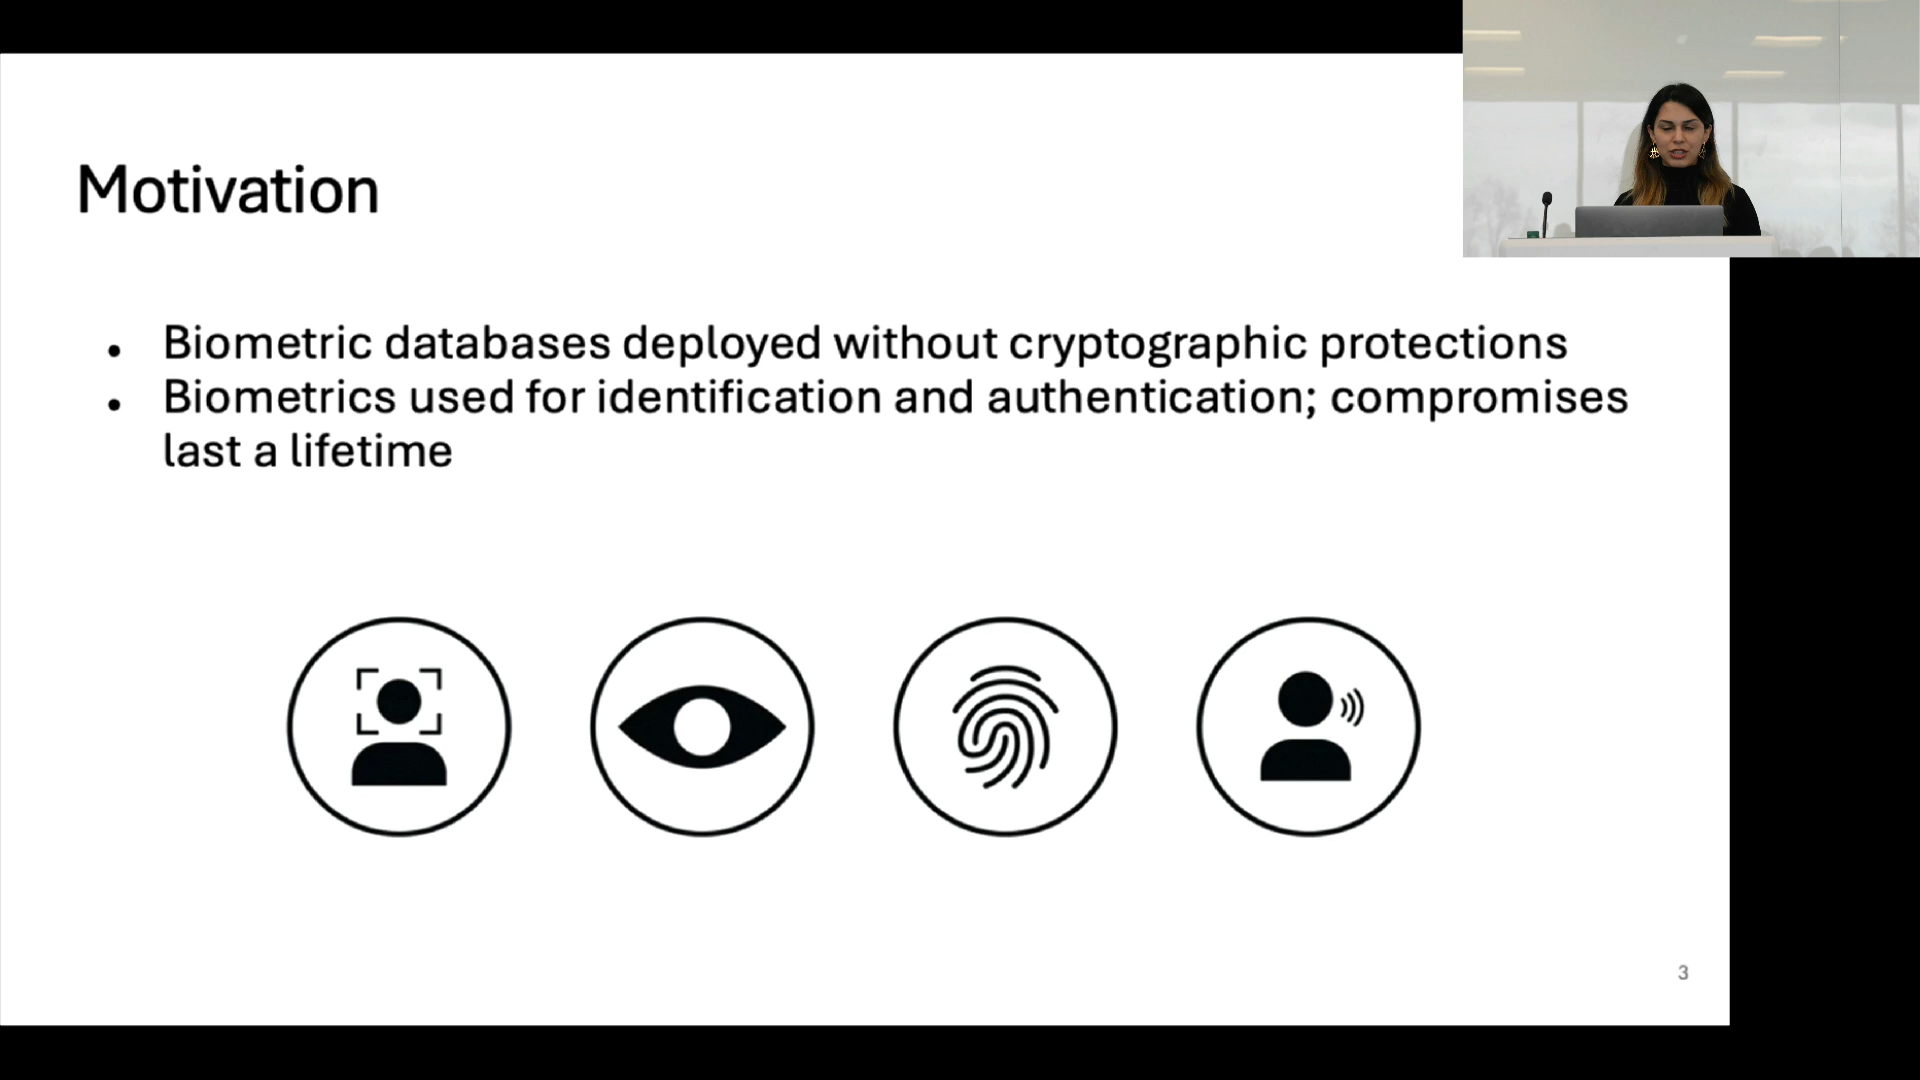 Motivation
• Biometric databases deployed without cryptographic protections
• Biometrics used for identification and authentication; compromises
last a lifetime
3